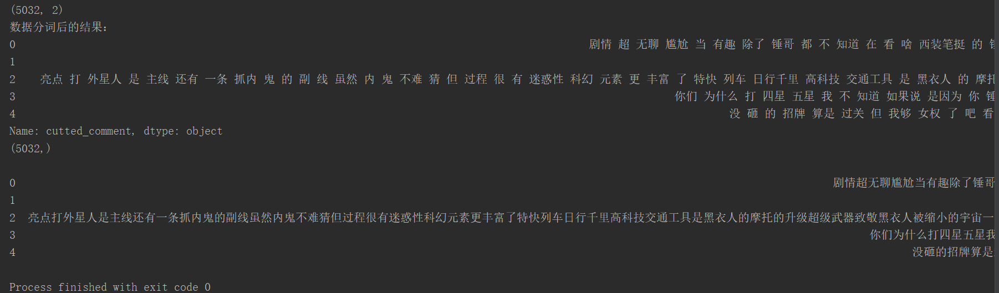 (5032, 2)
数据分词后的结果：
0 剧情 超 无聊 尴尬 当 有趣 除了 锤哥 都 不 知道 在 看 啥 西装笔挺 的
1
2 亮点 打 外星人 是 主线 还有 一条 抓内 鬼 的 副 线 虽然 内 鬼 不难 猜 但 过程 很 有 迷惑性 科幻 元素 更 丰富 了 特快 列车 日行千里 高科技 交通工具 是 黑衣人 的 摩托
3 你们 为什么 打 四星 五星 我 不 知道 如果说 是因为 你 锤
4 没 砸 的 招牌 算是 过关 但 我够 女权 了 吧 看
Name: cutted_comment, dtype: object
(5032,)
0 剧情超无聊尴尬当有趣除了锤哥
1
2 亮点打外星人是主线还有一条抓内鬼的副线虽然内鬼不难猜但过程很有迷惑性科幻元素更丰富了特快列车日行千里高科技交通工具是黑衣人的摩托的升级超级武器致敬黑衣人被缩小的宇宙一
3 你们为什么打四星五星我
4 没砸的招牌算是
Process finished with exit code 0